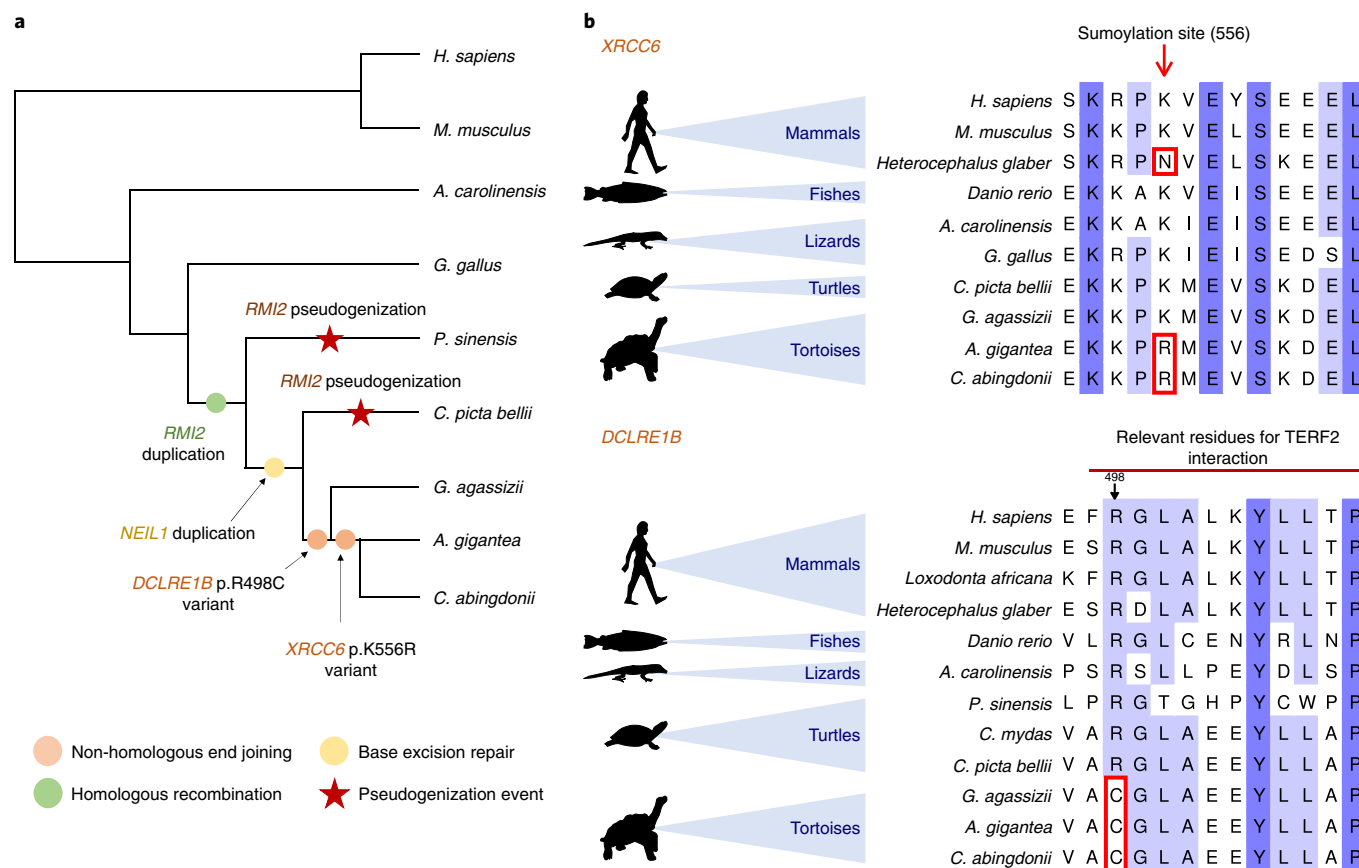 a
H. sapiens
M. musculus
A. carolinensis
G. gallus
RMI2 pseudogenization
P. sinensis
RMI2 pseudogenization
C. picta bellii
RMI2
duplication
G. agassizii
NEIL1 duplication
A. gigantea
DCLRE1B p.R498C
variant
C. abingdonii
XRCC6 p.K556R
variant
Non-homologous end joining
Base excision repair
Homologous recombination
Pseudogenization event
b
XRCC6
Sumoylation site (556)
Mammals
Fishes
Lizards
Turtles
Tortoises
H. sapiens S K R P K V E Y S E E E L
M. musculus S K K P K V E L S E E E L
Heterocephalus glaber S K R P N V E L S K E E L
Danio rerio E K K A K V E I S E E E L
A. carolinensis E K K A K I E I S E E E L
G. gallus E K R P K I E I S E D S L
C. picta bellii E K K P K M E V S K D E L
G. agassizii E K K P K M E V S K D E L
A. gigantea E K K P R M E V S K D E L
C. abingdonii E K K P R M E V S K D E L
DCLRE1B
Relevant residues for TERF2
interaction
498
Mammals
Fishes
Lizards
Turtles
Tortoises
H. sapiens E F R G L A L K Y L L T P
M. musculus E S R G L A L K Y L L T P
Loxodonta africana K F R G L A L K Y L L T P
Heterocephalus glaber E S R D L A L K Y L L T P
Danio rerio V L R G L C E N Y R L N P
A. carolinensis P S R S L L P E Y D L S P
P. sinensis L P R G T G H P Y C W P P
C. mydas V A R G L A E E Y L L A P
C. picta bellii V A R G L A E E Y L L A P
G. agassizii V A C G L A E E Y L L A P
A. gigantea V A C G L A E E Y L L A P
C. abingdonii V A C G L A E E Y L L A P